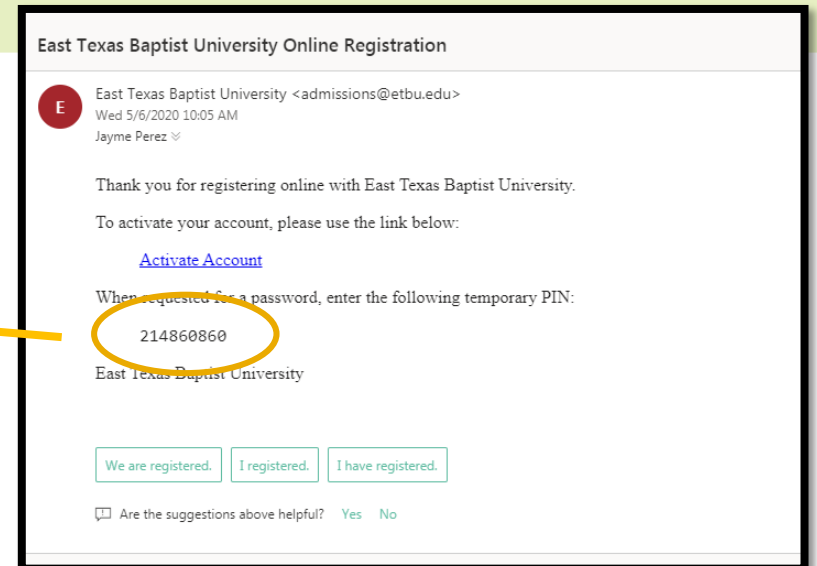 East Texas Baptist University Online Registration
E
East Texas Baptist University <admissions@etbu.edu>
Wed 5/6/2020 10:05 AM
Jayme Perez
Thank you for registering online with East Texas Baptist University.
To activate your account, please use the link below:
Activate Account
When requested for a password, enter the following temporary PIN:
214860860
East Texas Baptist University
We are registered. I registered. I have registered.
Are the suggestions above helpful? Yes No